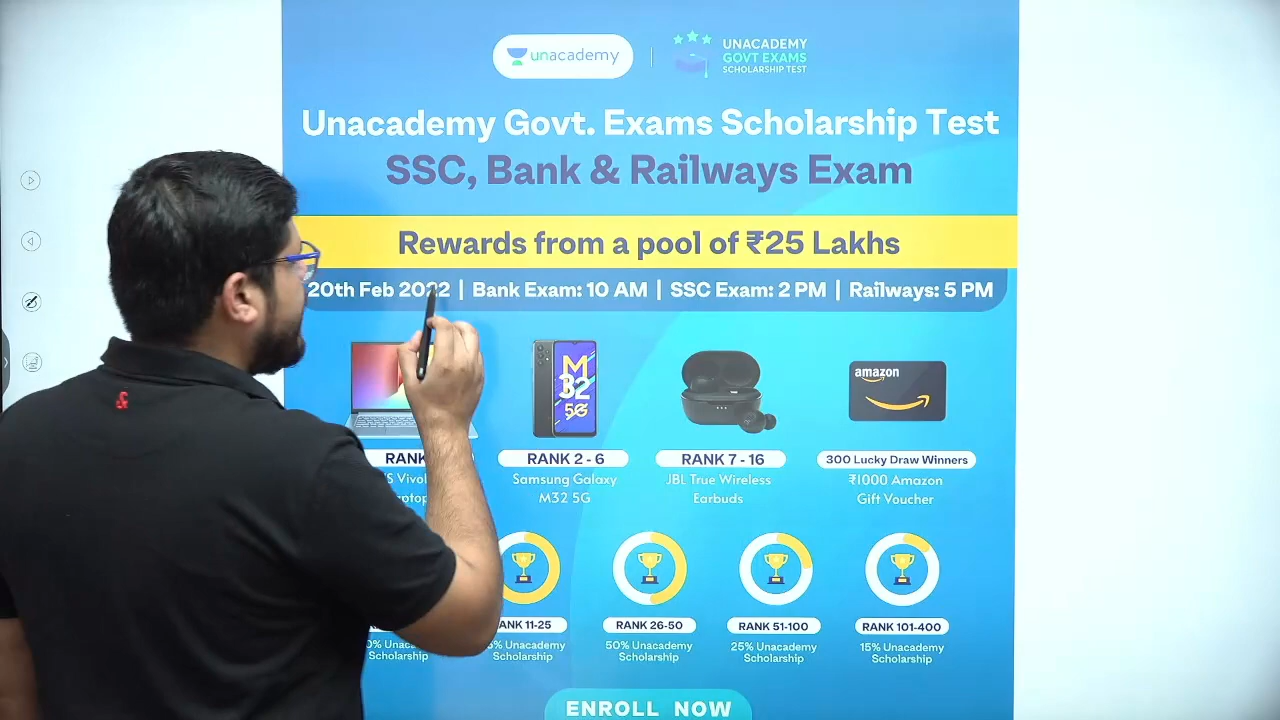 unacademy
UNACADEMY
GOVT EXAMS
SCHOLARSHIP TEST
Unacademy Govt. Exams Scholarship Test
SSC, Bank & Railways Exam
Rewards from a pool of ₹25 Lakhs
20th Feb 2022 | Bank Exam: 10 AM | SSC Exam: 2 PM | Railways: 5 PM
M
32
5G
amazon
RANK
RANK 2 - 6
RANK 7 - 16
300 Lucky Draw Winners
Samsung Galaxy
M32 5G
JBL True Wireless
Earbuds
₹1000 Amazon
Gift Voucher
RANK 11-25
RANK 26-50
RANK 51-100
RANK 101-400
Scholarship
Unacademy
Scholarship
50% Unacademy
Scholarship
25% Unacademy
Scholarship
15% Unacademy
Scholarship
ENROLL NOW